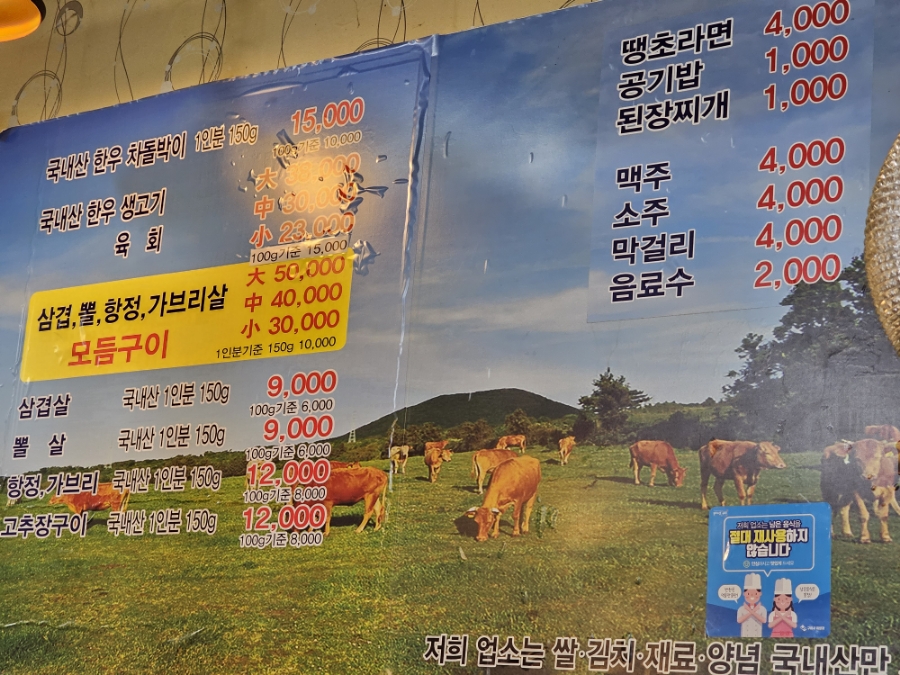 국내산 한우 차돌박이 1인분 150g 15,000
100g기준 10,000
국내산 한우 생고기 大
육 회 中 30,000
小 23,000
100g기준 15,000
삼겹,뽈,항정,가브리살 大 50,000
모듬구이 中 40,000
小 30,000
1인분기준 150g 10,000
삼겹살 국내산 1인분 150g 9,000
100g기준 6,000
뽈 살 국내산 1인분 150g 9,000
100g기준 6,000
항정,가브리 국내산 1인분 150g 12,000
100g기준 8,000
고추장구이 국내산 1인분 150g 12,000
100g기준 8,000
땡초라면 4,000
공기밥 1,000
된장찌개 1,000
맥주 4,000
소주 4,000
막걸리 4,000
음료수 2,000
저희 업소는 남은 음식을
절대 재사용하지
않습니다
저희 업소는 쌀·김치·재료·양념 국내산만